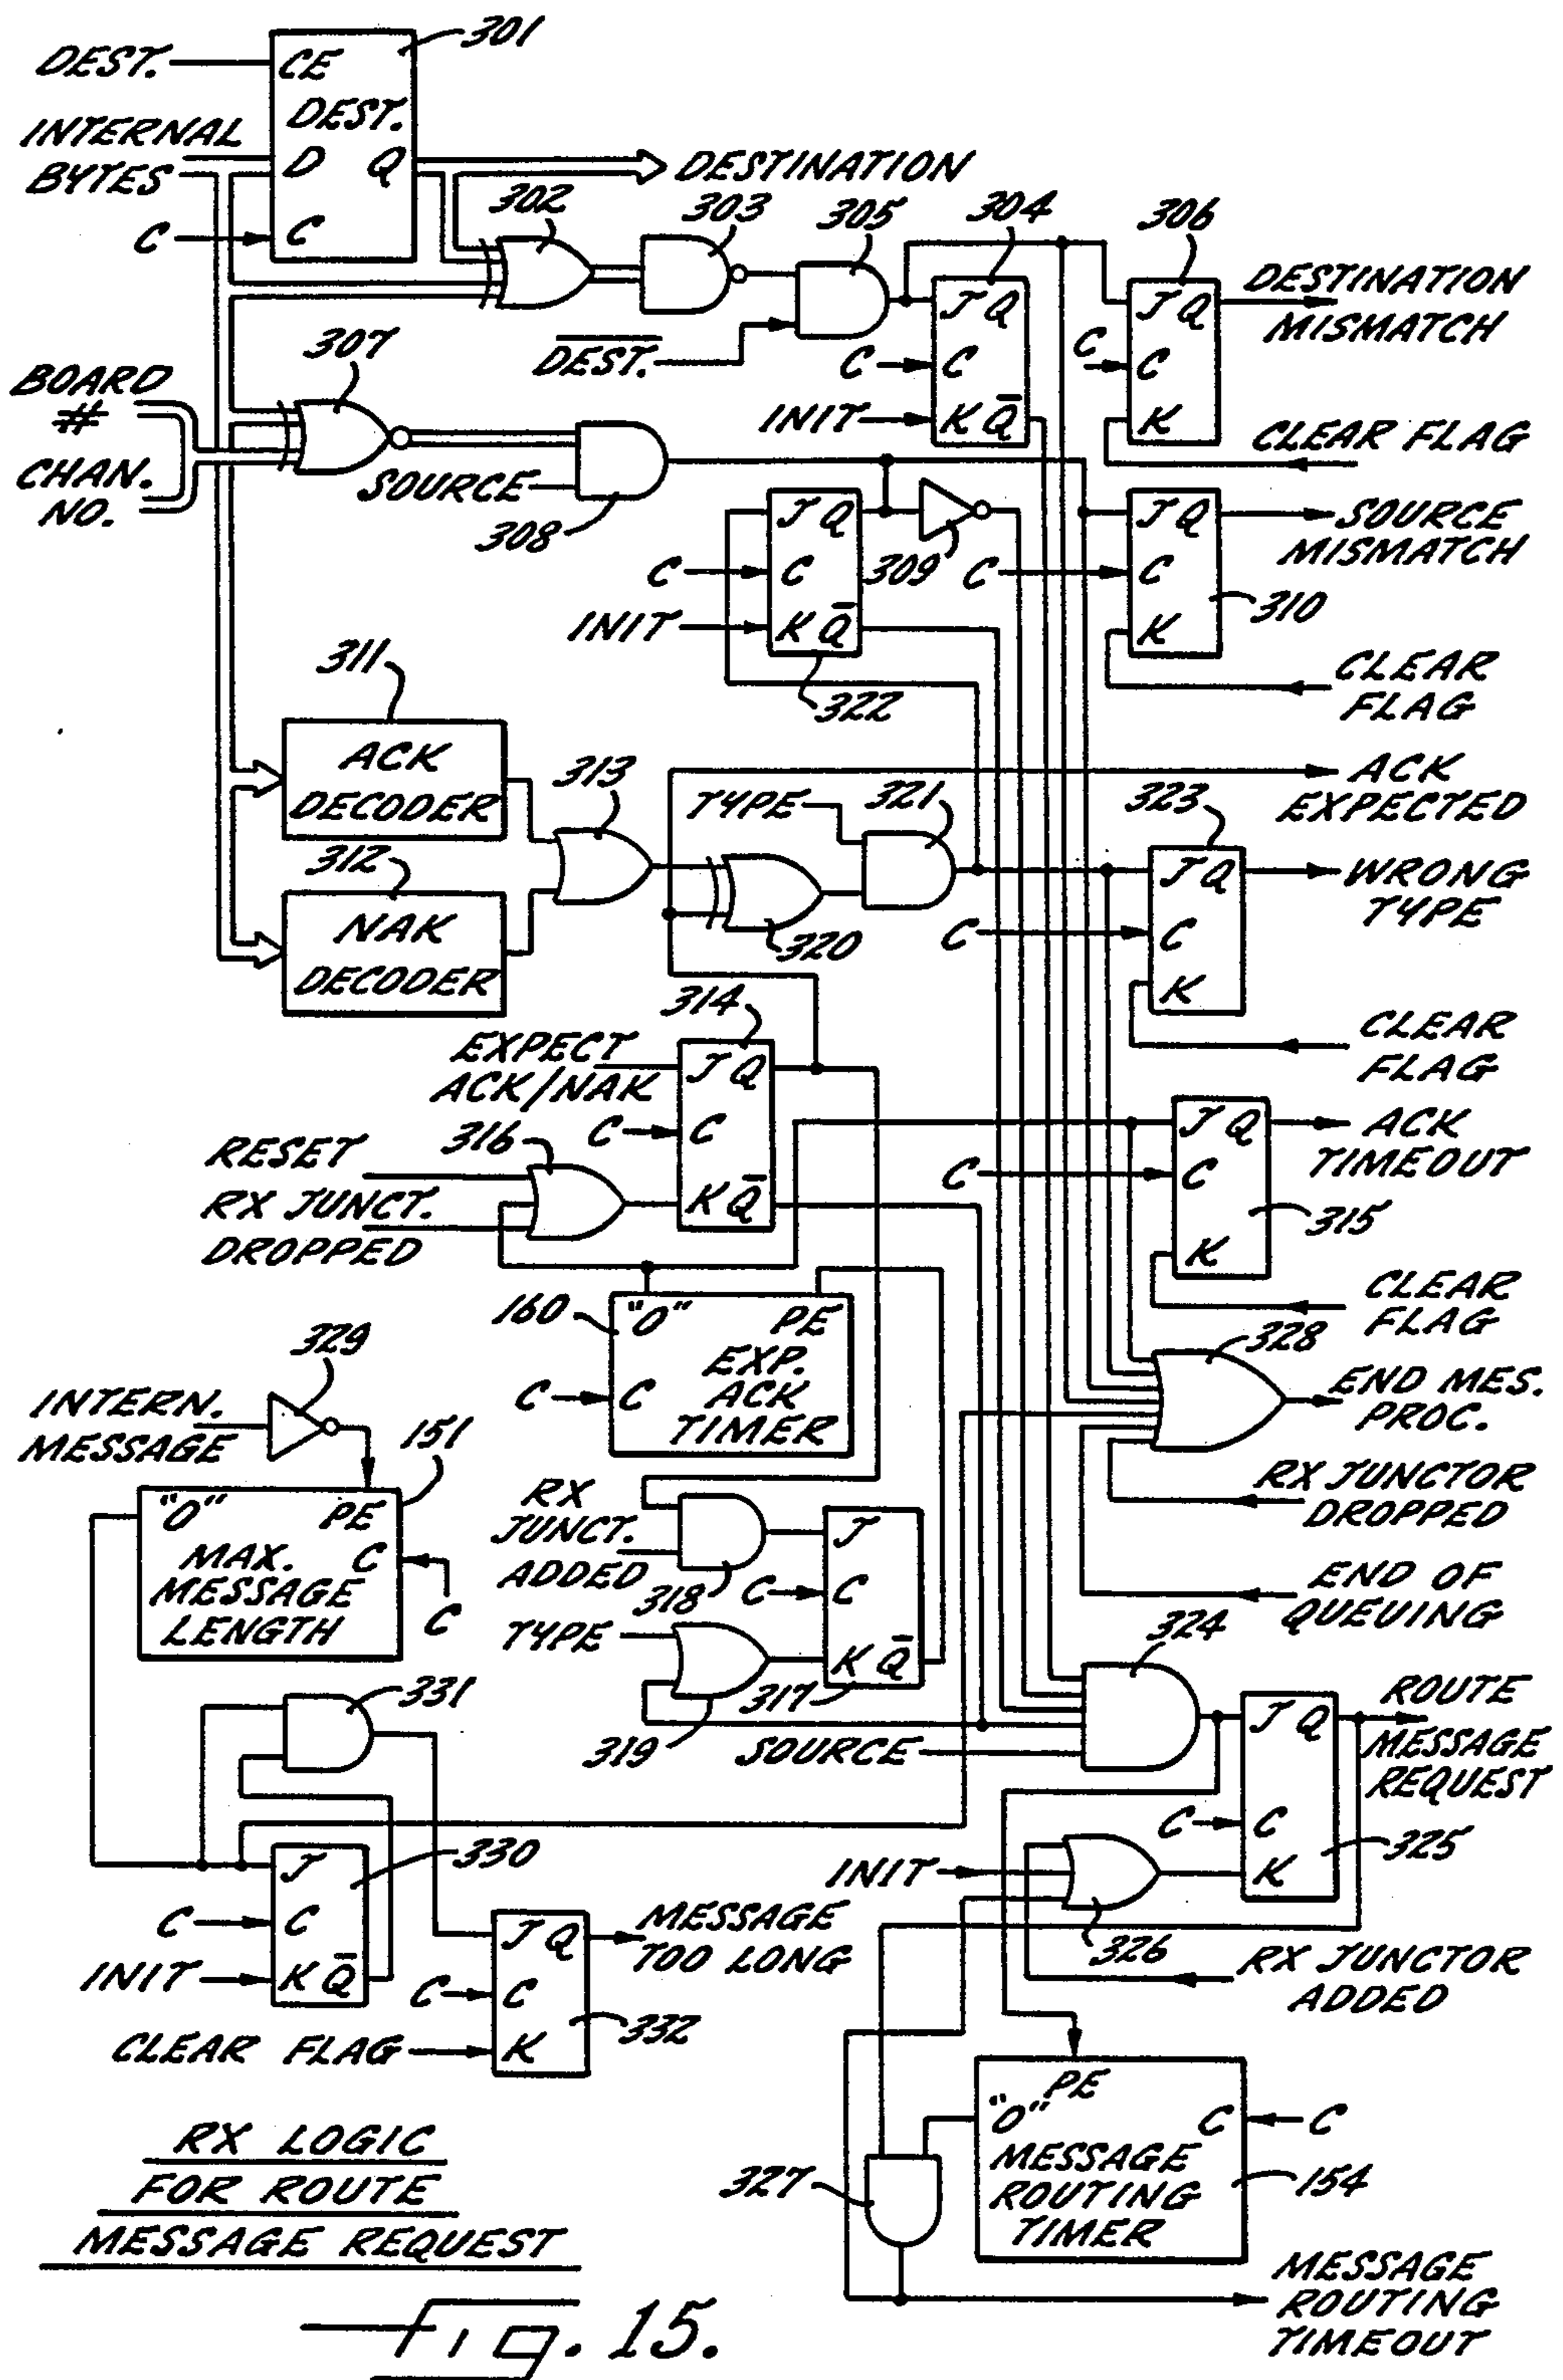 301
DEST.
CE
DEST.
INTERNAL
BYTES
D Q
DESTINATION
C
C
302
303
305
304
306
J Q
J Q
DESTINATION
MISMATCH
DEST.
C
C
C
C
INIT
K Q
K
CLEAR FLAG
307
BOARD
#
CHAN.
NO.
SOURCE
308
J Q
309
J Q
SOURCE
MISMATCH
C
C
C
C
310
INIT
K Q
K
CLEAR
FLAG
322
311
ACK
DECODER
313
ACK
EXPECTED
TYPE
321
323
312
NAK
DECODER
320
J Q
WRONG
TYPE
C
C
K
CLEAR
FLAG
314
EXPECT
ACK/NAK
J Q
C
C
316
RESET
RX JUNCT.
DROPPED
K Q
J Q
ACK
TIMEOUT
C
C
315
K
CLEAR
FLAG
160
"O"
PE
EXP.
ACK
TIMER
C
C
328
END MES.
PROC.
329
INTERN.
MESSAGE
151
"O"
PE
MAX.
MESSAGE
LENGTH
C
C
RX
JUNCT.
ADDED
318
J
C
C
TYPE
K Q
317
319
RX JUNCTOR
DROPPED
END OF
QUEUING
324
SOURCE
J Q
ROUTE
MESSAGE
REQUEST
C
C
325
K
331
330
J
C
C
INIT
K Q
INIT
326
RX JUNCTOR
ADDED
J Q
MESSAGE
TOO LONG
C
C
332
CLEAR FLAG
K
PE
"O"
C
C
MESSAGE
ROUTING
TIMER
154
327
MESSAGE
ROUTING
TIMEOUT
RX LOGIC
FOR ROUTE
MESSAGE REQUEST
Fig. 15.